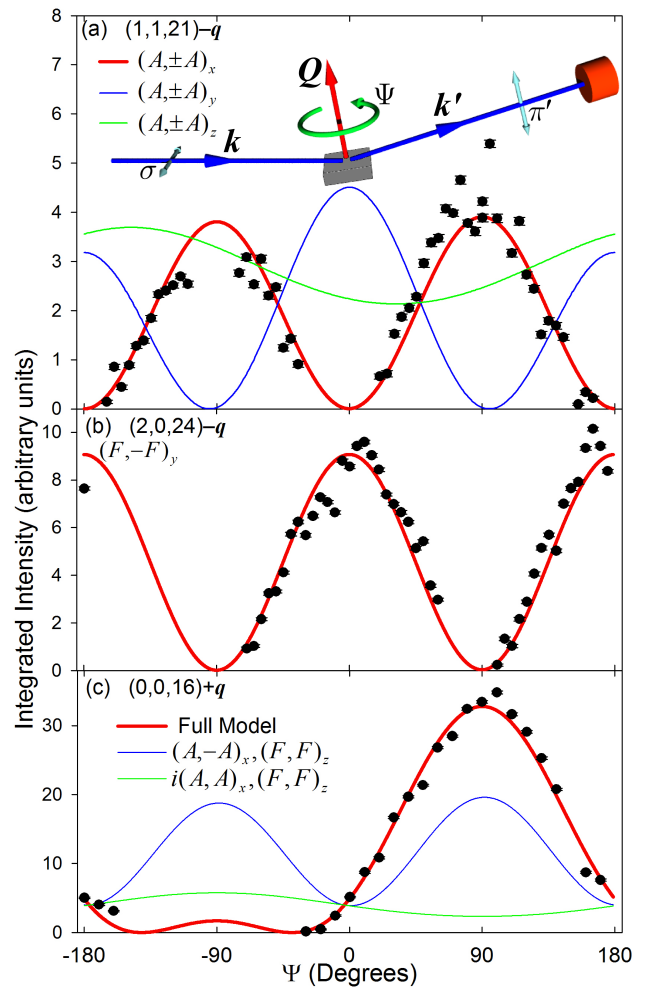 8
(a) (1,1,21)–q
(A,±A)x
(A,±A)y
(A,±A)z
Q
Ψ
k
k'
σ
π'
7
6
5
4
3
2
1
0
(b) (2,0,24)–q
(F,−F)y
10
8
6
4
2
0
(c) (0,0,16)+q
Full Model
(A,−A)x,(F,F)z
i(A,A)x,(F,F)z
30
20
10
0
-180 -90 0 90 180
Ψ (Degrees)
Integrated Intensity (arbitrary units)